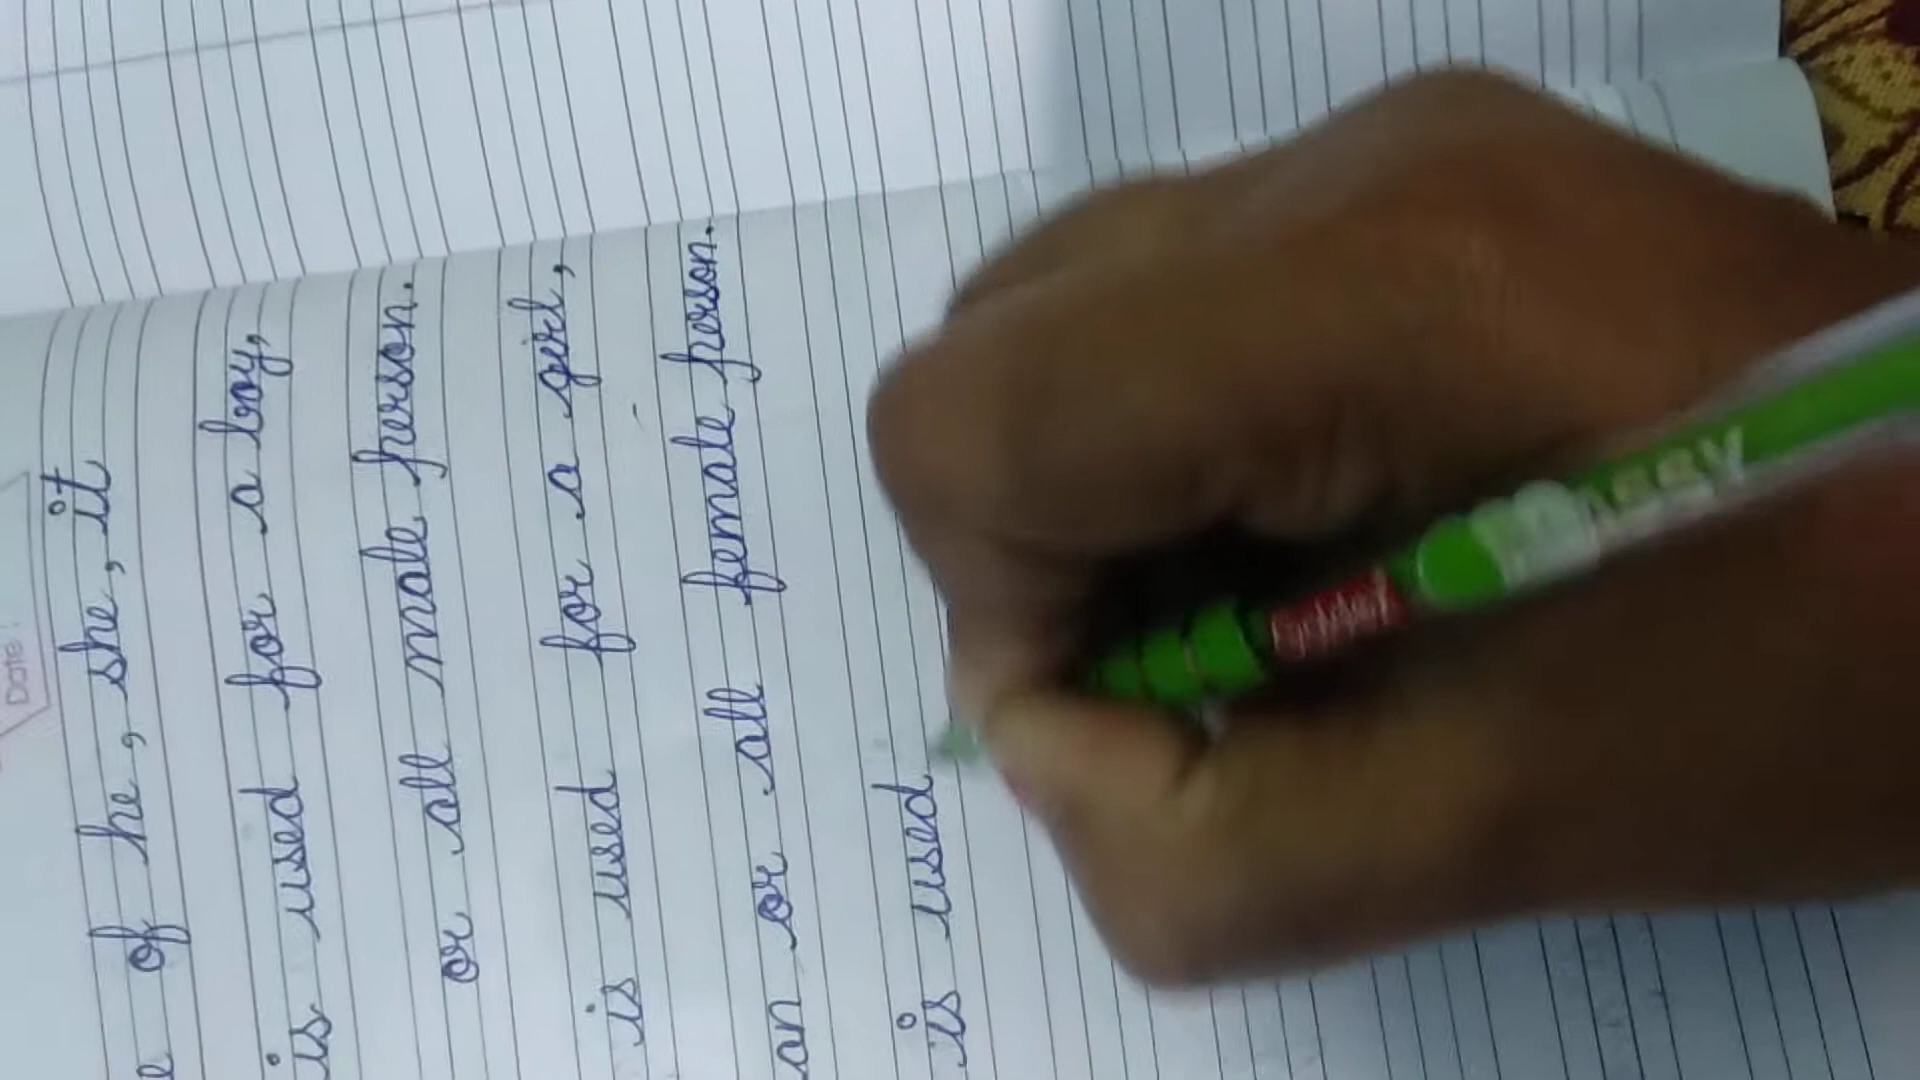 Date :
of he, she, it
is used for a boy,
or all male person.
is used for a girl,
an or all female person.
is used